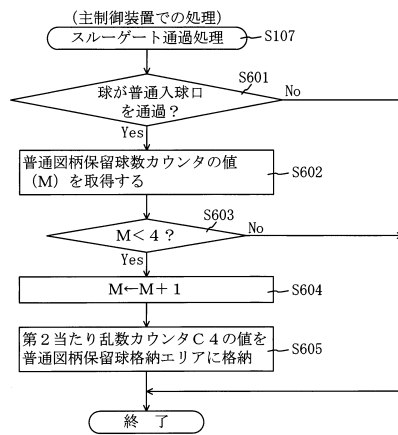 (主制御装置での処理)
スルーゲート通過処理
S107
球が普通入球口
を通過？
S601
No
Yes
普通図柄保留球数カウンタの値
（M）を取得する
S602
M＜4？
S603
No
Yes
M←M＋1
S604
第2当たり乱数カウンタC4の値を
普通図柄保留球格納エリアに格納
S605
終 了